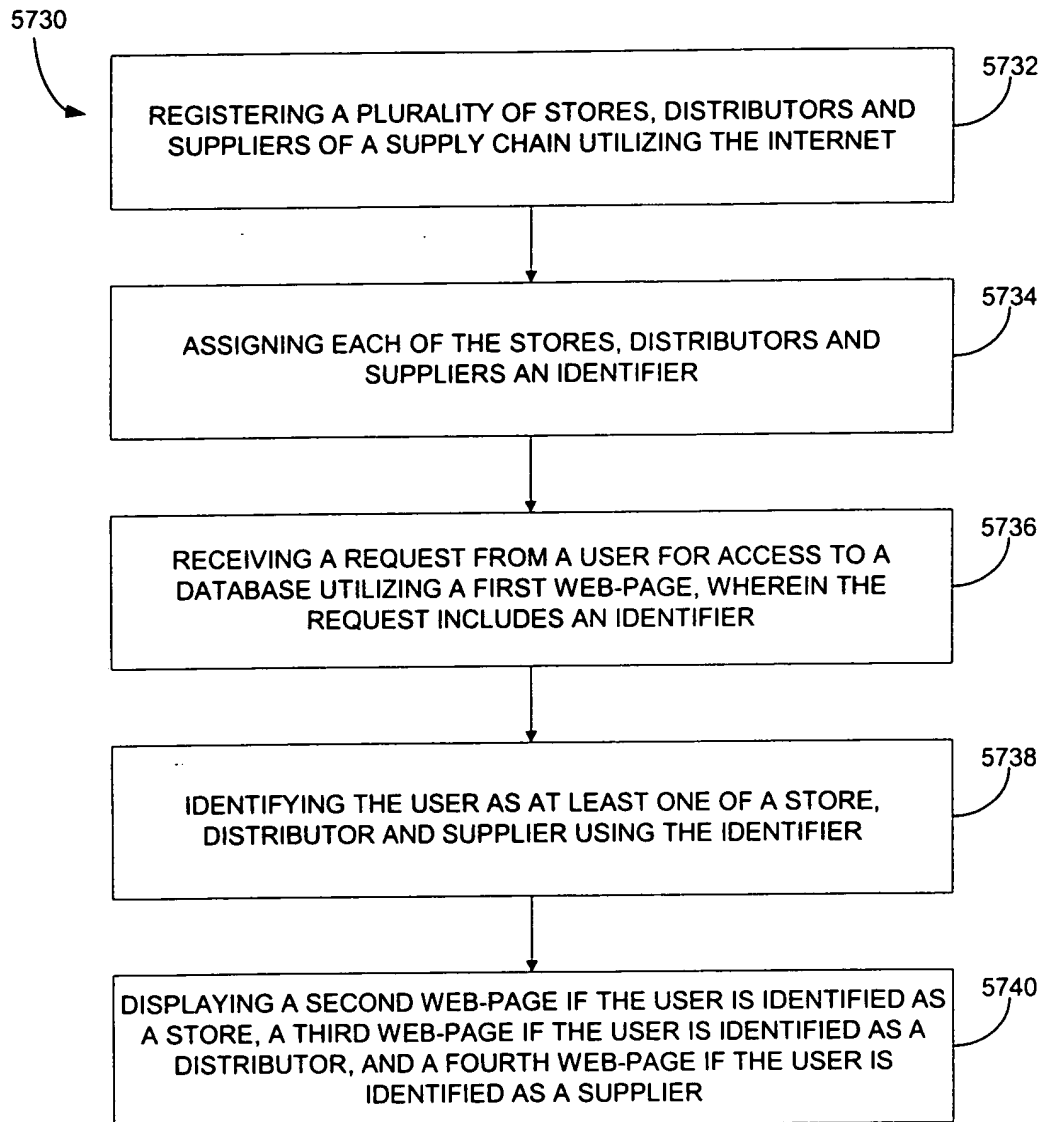 5730
5732
REGISTERING A PLURALITY OF STORES, DISTRIBUTORS AND
SUPPLIERS OF A SUPPLY CHAIN UTILIZING THE INTERNET
5734
ASSIGNING EACH OF THE STORES, DISTRIBUTORS AND
SUPPLIERS AN IDENTIFIER
5736
RECEIVING A REQUEST FROM A USER FOR ACCESS TO A
DATABASE UTILIZING A FIRST WEB-PAGE, WHEREIN THE
REQUEST INCLUDES AN IDENTIFIER
5738
IDENTIFYING THE USER AS AT LEAST ONE OF A STORE,
DISTRIBUTOR AND SUPPLIER USING THE IDENTIFIER
5740
DISPLAYING A SECOND WEB-PAGE IF THE USER IS IDENTIFIED AS
A STORE, A THIRD WEB-PAGE IF THE USER IS IDENTIFIED AS A
DISTRIBUTOR, AND A FOURTH WEB-PAGE IF THE USER IS
IDENTIFIED AS A SUPPLIER